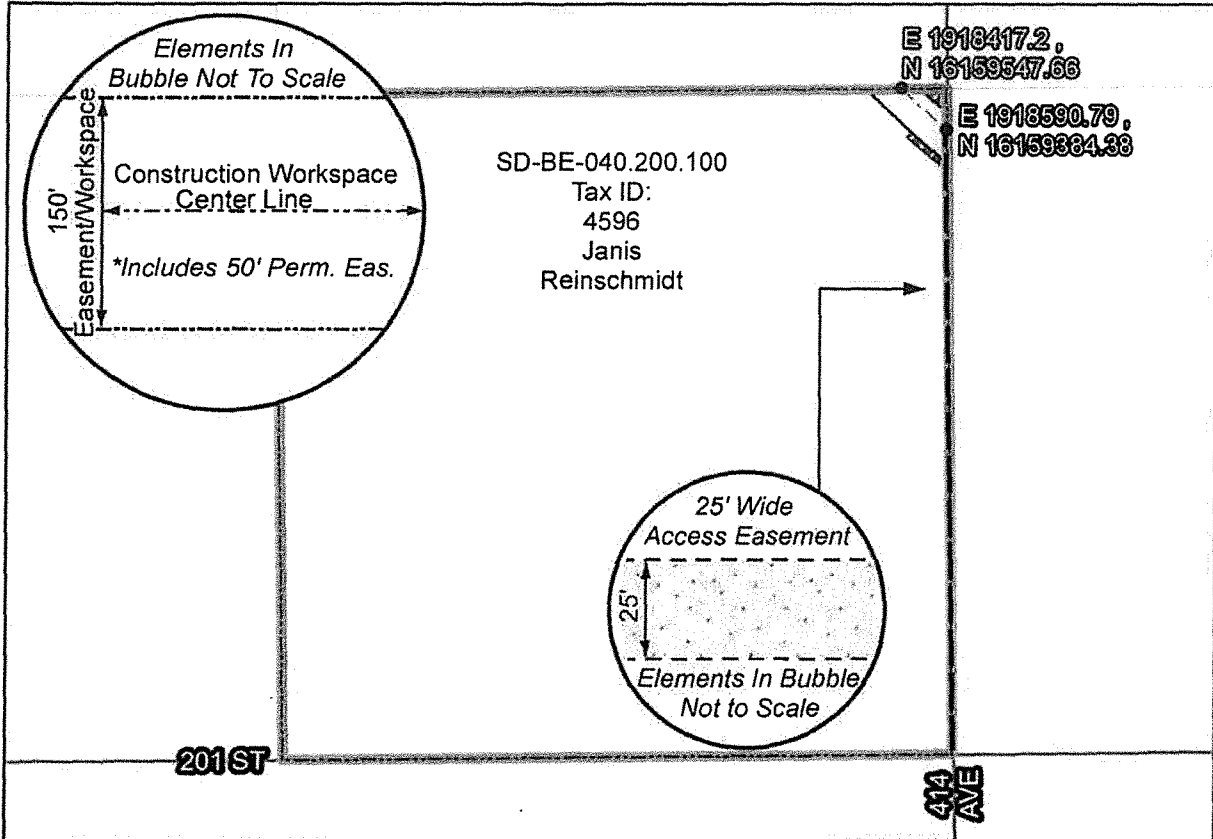 Elements In
Bubble Not To Scale
150'
Easement/Workspace
Construction Workspace
Center Line
*Includes 50' Perm. Eas.
E 1918417.2 ,
N 16159547.66
E 1918590.79 ,
N 16159384.38
SD-BE-040.200.100
Tax ID:
4596
Janis
Reinschmidt
25' Wide
Access Easement
25'
Elements In Bubble
Not to Scale
201 ST
414
AVE